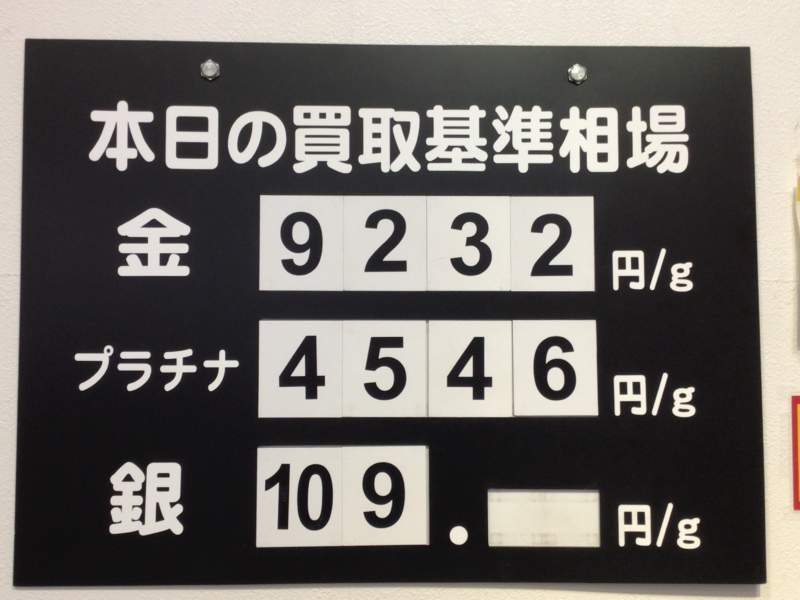 本日の買取基準相場
金 9232 円/g
プラチナ 4546 円/g
銀 109. 円/g